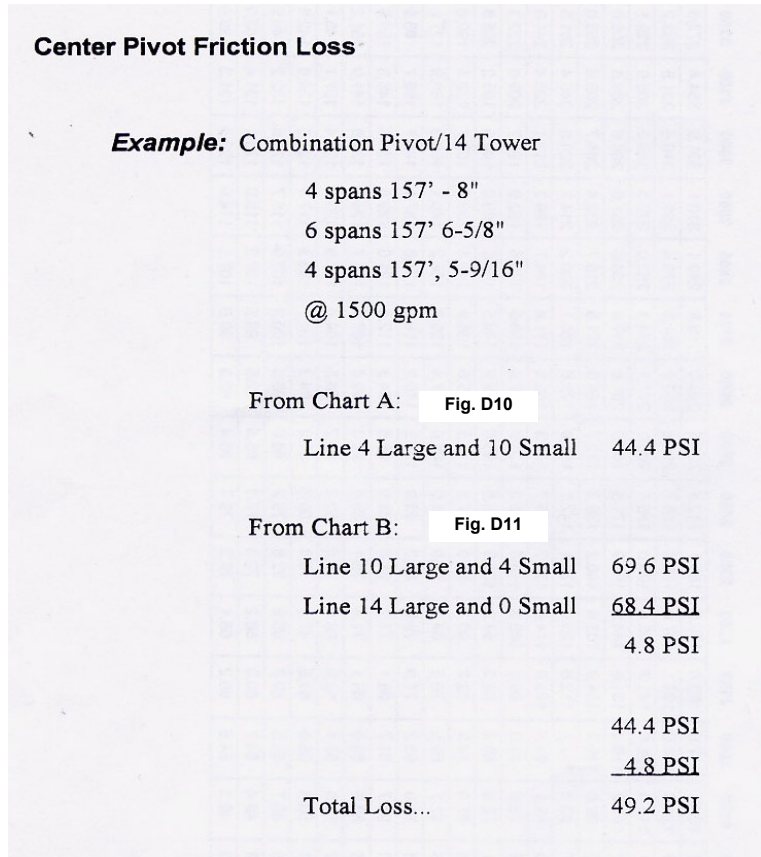 Center Pivot Friction Loss
Example: Combination Pivot/14 Tower
4 spans 157' - 8"
6 spans 157' 6-5/8"
4 spans 157', 5-9/16"
@ 1500 gpm
From Chart A: Fig. D10
Line 4 Large and 10 Small 44.4 PSI
From Chart B: Fig. D11
Line 10 Large and 4 Small 69.6 PSI
Line 14 Large and 0 Small 68.4 PSI
4.8 PSI
44.4 PSI
4.8 PSI
Total Loss... 49.2 PSI